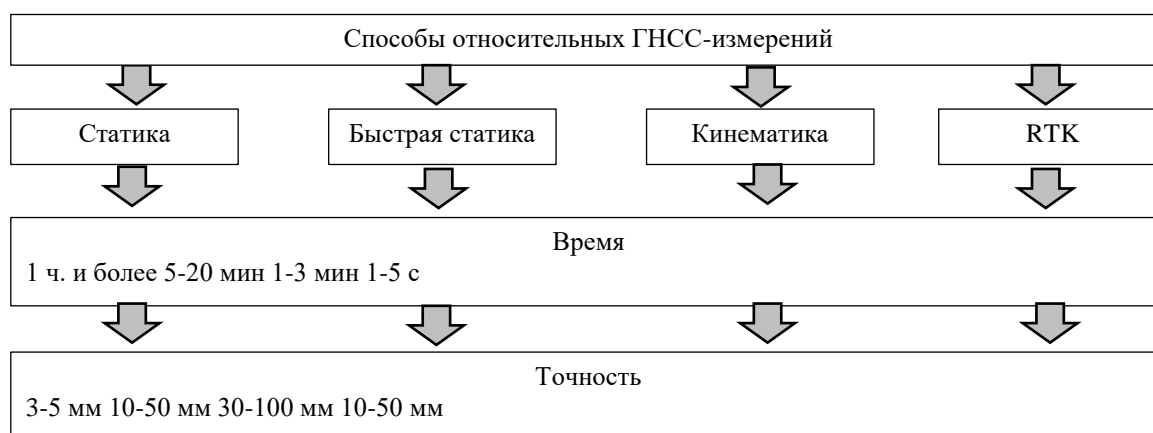 Способы относительных ГНСС-измерений
Статика
Быстрая статика
Кинематика
RTK
Время
1 ч. и более 5-20 мин 1-3 мин 1-5 с
Точность
3-5 мм 10-50 мм 30-100 мм 10-50 мм